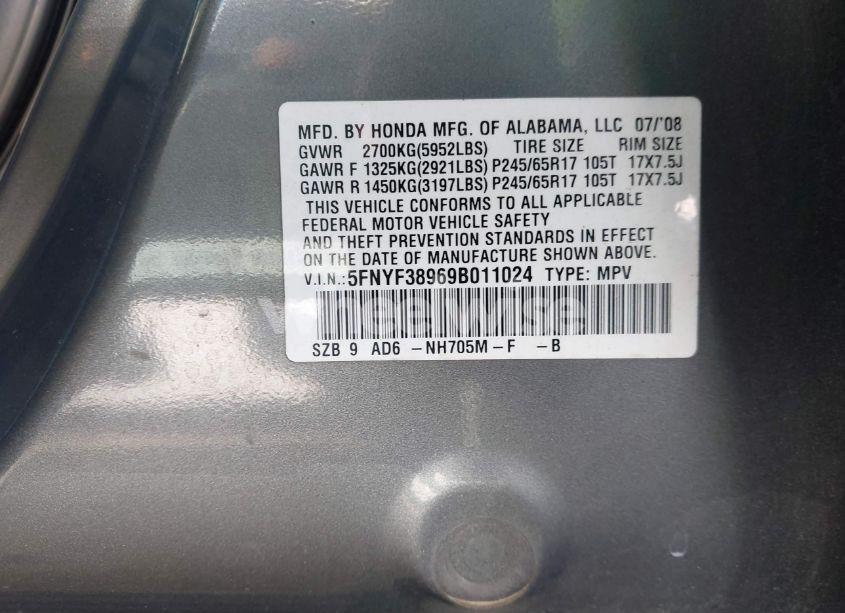 MFD. BY HONDA MFG. OF ALABAMA, LLC 07/'08
GVWR 2700KG(5952LBS) TIRE SIZE RIM SIZE
GAWR F 1325KG(2921LBS) P245/65R17 105T 17X7.5J
GAWR R 1450KG(3197LBS) P245/65R17 105T 17X7.5J
THIS VEHICLE CONFORMS TO ALL APPLICABLE
FEDERAL MOTOR VEHICLE SAFETY
AND THEFT PREVENTION STANDARDS IN EFFECT
ON THE DATE OF MANUFACTURE SHOWN ABOVE.
V.I.N.:5FNYF38969B011024 TYPE: MPV
wheelwise
SZB 9 AD6 -NH705M-F -B